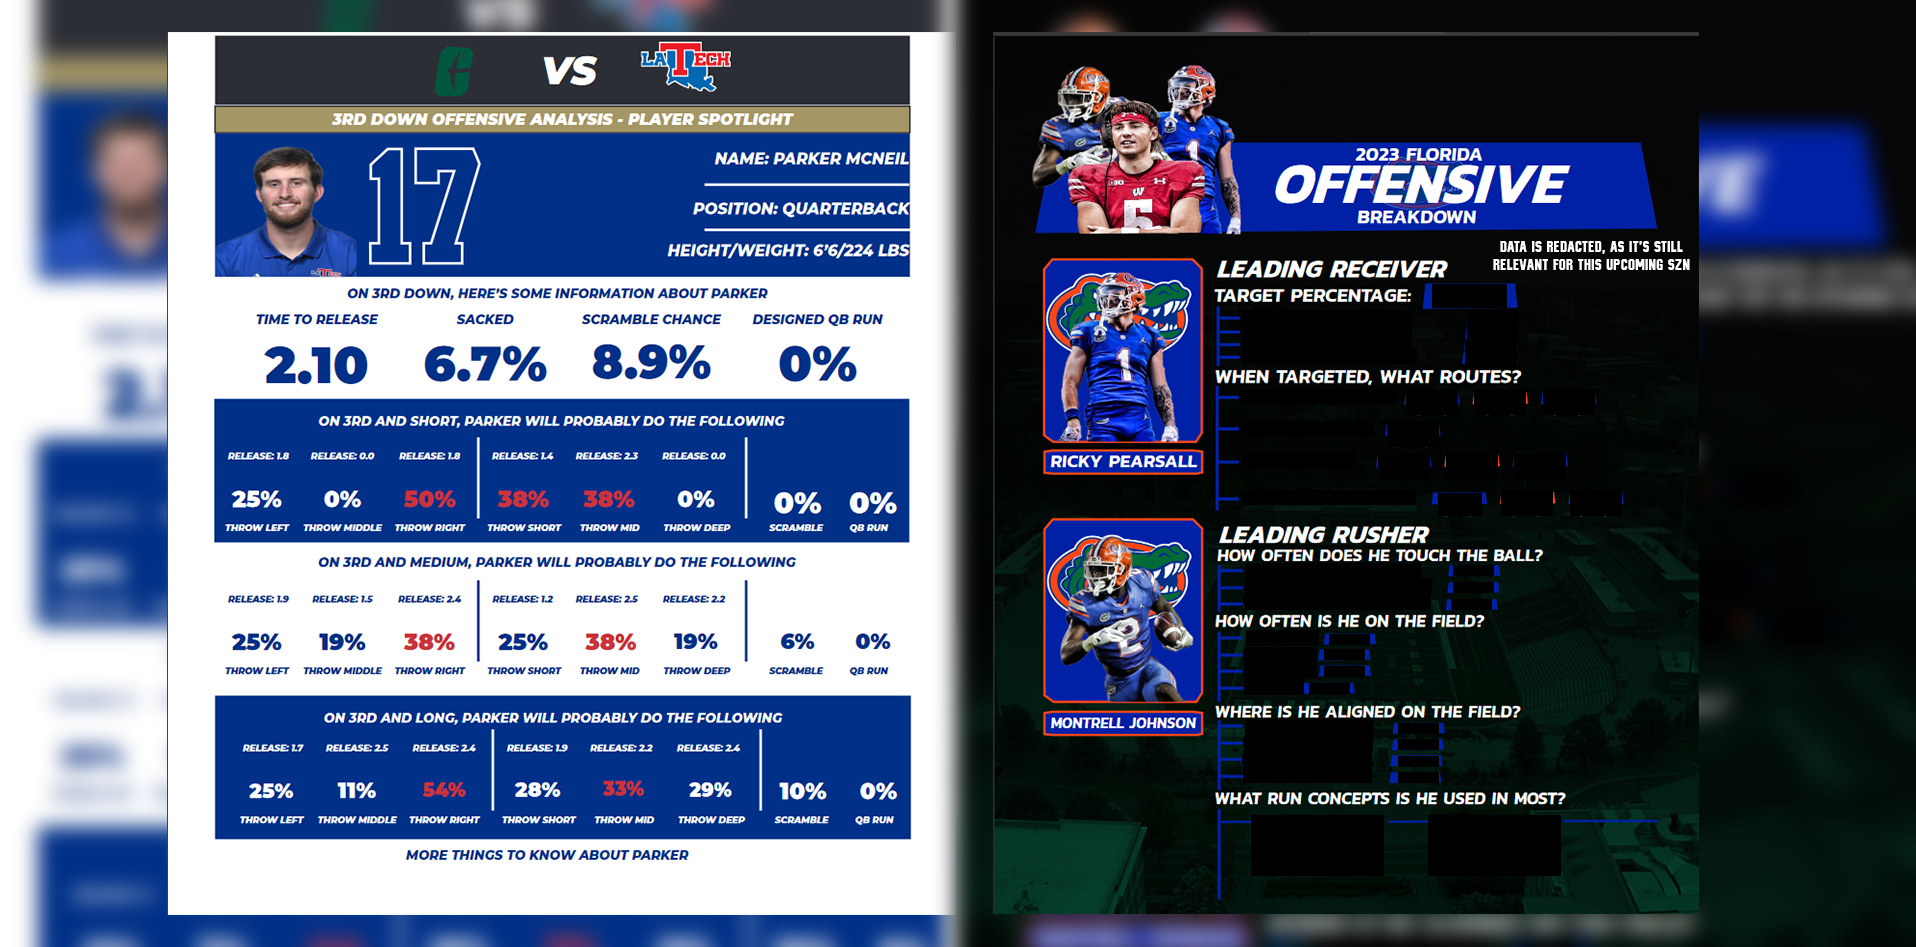 C VS LA TECH
3RD DOWN OFFENSIVE ANALYSIS - PLAYER SPOTLIGHT
17
NAME: PARKER MCNEIL
POSITION: QUARTERBACK
HEIGHT/WEIGHT: 6'6/224 LBS
ON 3RD DOWN, HERE'S SOME INFORMATION ABOUT PARKER
TIME TO RELEASE SACKED SCRAMBLE CHANCE DESIGNED QB RUN
2.10 6.7% 8.9% 0%
ON 3RD AND SHORT, PARKER WILL PROBABLY DO THE FOLLOWING
RELEASE: 1.8 RELEASE: 0.0 RELEASE: 1.8 RELEASE: 1.4 RELEASE: 2.3 RELEASE: 0.0
25% 0% 50% 38% 38% 0% 0% 0%
THROW LEFT THROW MIDDLE THROW RIGHT THROW SHORT THROW MID THROW DEEP SCRAMBLE QB RUN
ON 3RD AND MEDIUM, PARKER WILL PROBABLY DO THE FOLLOWING
RELEASE: 1.9 RELEASE: 1.5 RELEASE: 2.4 RELEASE: 1.2 RELEASE: 2.5 RELEASE: 2.2
25% 19% 38% 25% 38% 19% 6% 0%
THROW LEFT THROW MIDDLE THROW RIGHT THROW SHORT THROW MID THROW DEEP SCRAMBLE QB RUN
ON 3RD AND LONG, PARKER WILL PROBABLY DO THE FOLLOWING
RELEASE: 1.7 RELEASE: 2.5 RELEASE: 2.4 RELEASE: 1.9 RELEASE: 2.2 RELEASE: 2.4
25% 11% 54% 28% 33% 29% 10% 0%
THROW LEFT THROW MIDDLE THROW RIGHT THROW SHORT THROW MID THROW DEEP SCRAMBLE QB RUN
MORE THINGS TO KNOW ABOUT PARKER
2023 FLORIDA
OFFENSIVE
BREAKDOWN
W
5
DATA IS REDACTED, AS IT'S STILL
RELEVANT FOR THIS UPCOMING SZN
LEADING RECEIVER
TARGET PERCENTAGE:
WHEN TARGETED, WHAT ROUTES?
1
RICKY PEARSALL
LEADING RUSHER
HOW OFTEN DOES HE TOUCH THE BALL?
HOW OFTEN IS HE ON THE FIELD?
2
WHERE IS HE ALIGNED ON THE FIELD?
MONTRELL JOHNSON
WHAT RUN CONCEPTS IS HE USED IN MOST?